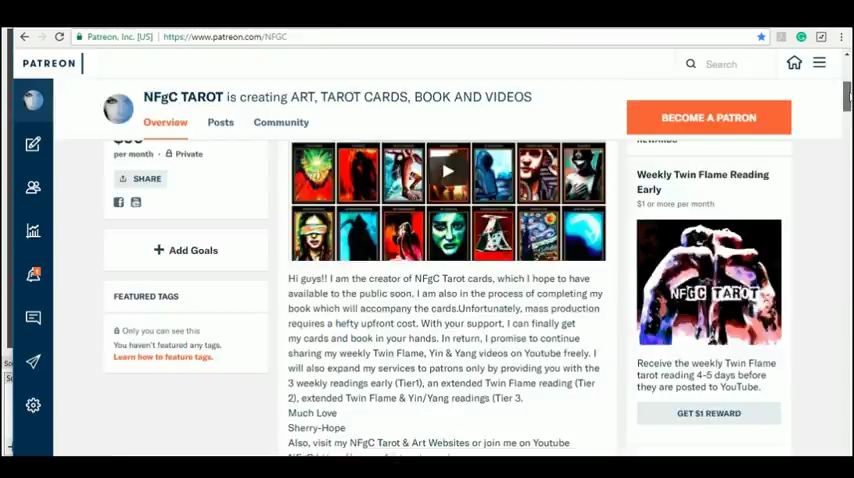 Patreon, Inc. [US] https://www.patreon.com/NFGC
PATREON
Search
NFgC TAROT is creating ART, TAROT CARDS, BOOK AND VIDEOS
Overview Posts Community
BECOME A PATRON
per month · Private
SHARE
Add Goals
FEATURED TAGS
Only you can see this
You haven't featured any tags.
Learn how to feature tags.
Hi guys!! I am the creator of NFgC Tarot cards, which I hope to have
available to the public soon. I am also in the process of completing my
book which will accompany the cards.Unfortunately, mass production
requires a hefty upfront cost. With your support, I can finally get
my cards and book in your hands. In return, I promise to continue
sharing my weekly Twin Flame, Yin & Yang videos on Youtube freely. I
will also expand my services to patrons only by providing you with the
3 weekly readings early (Tier1), an extended Twin Flame reading (Tier
2), extended Twin Flame & Yin/Yang readings (Tier 3.
Much Love
Sherry-Hope
Also, visit my NFgC Tarot & Art Websites or join me on Youtube
REWARDS
Weekly Twin Flame Reading
Early
$1 or more per month
NFGC TAROT
Receive the weekly Twin Flame
tarot reading 4-5 days before
they are posted to YouTube.
GET $1 REWARD